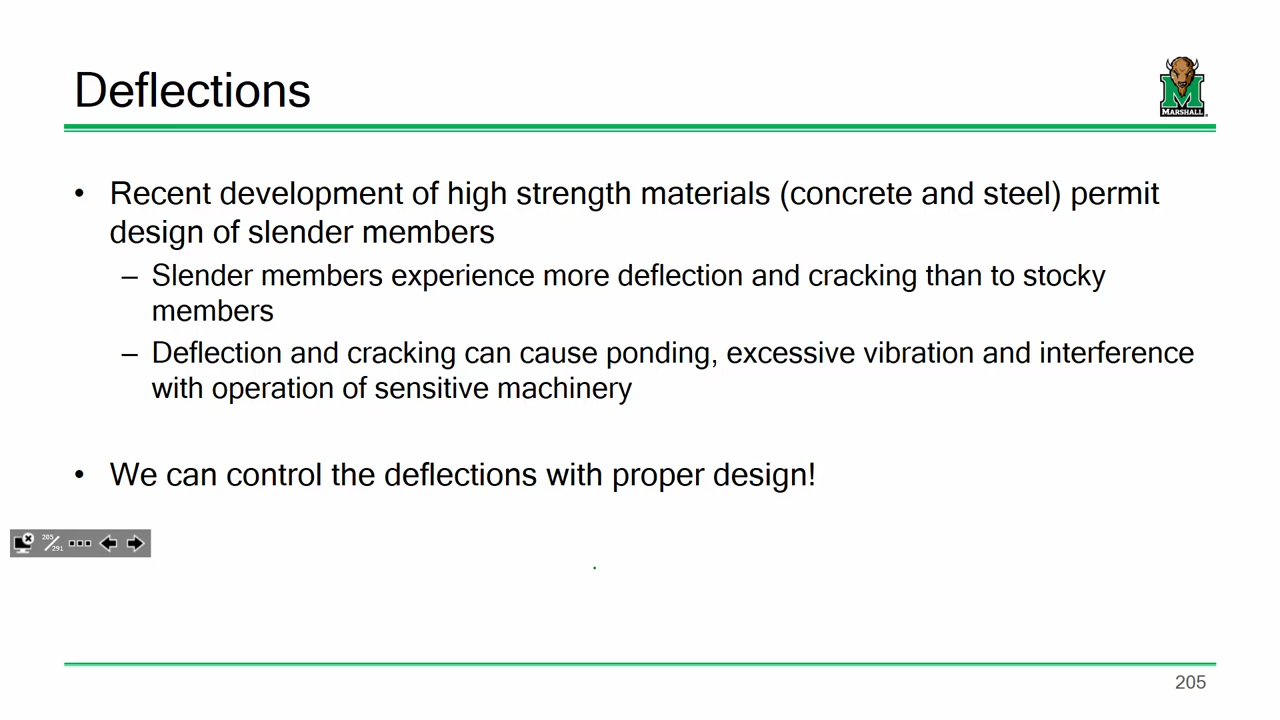 Deflections
MARSHALL
• Recent development of high strength materials (concrete and steel) permit
design of slender members
– Slender members experience more deflection and cracking than to stocky
members
– Deflection and cracking can cause ponding, excessive vibration and interference
with operation of sensitive machinery
• We can control the deflections with proper design!
205/291
205